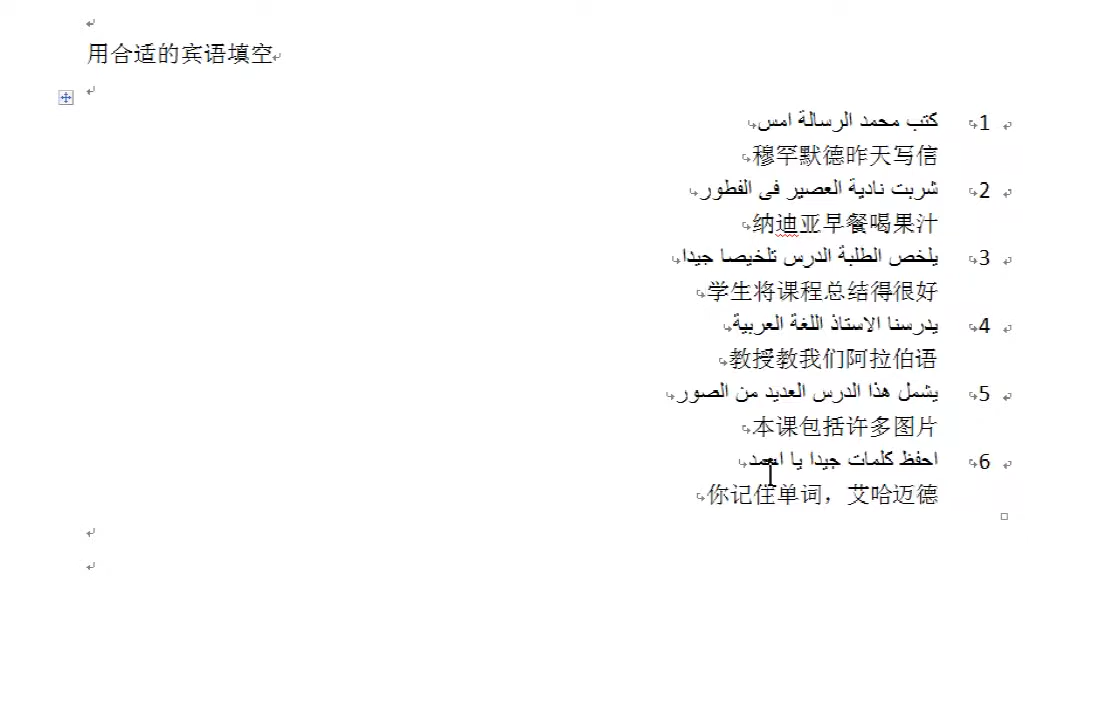 用合适的宾语填空
1 كتب محمد الرسالة امس
穆罕默德昨天写信
2 شربت نادية العصير فى الفطور
纳迪亚早餐喝果汁
3 يلخص الطلبة الدرس تلخيصا جيدا
学生将课程总结得很好
4 يدرسنا الاستاذ اللغة العربية
教授教我们阿拉伯语
5 يشمل هذا الدرس العديد من الصور
本课包括许多图片
6 احفظ كلمات جيدا يا احمد
你记住单词，艾哈迈德